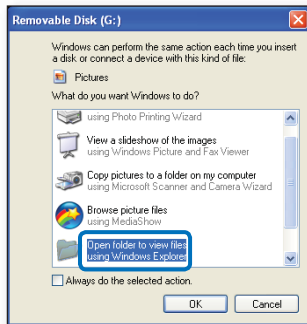 Removable Disk (G:)
Windows can perform the same action each time you insert
a disk or connect a device with this kind of file:
Pictures
What do you want Windows to do?
using Photo Printing Wizard
View a slideshow of the images
using Windows Picture and Fax Viewer
Copy pictures to a folder on my computer
using Microsoft Scanner and Camera Wizard
Browse picture files
using MediaShow
Open folder to view files
using Windows Explorer
Always do the selected action.
OK
Cancel